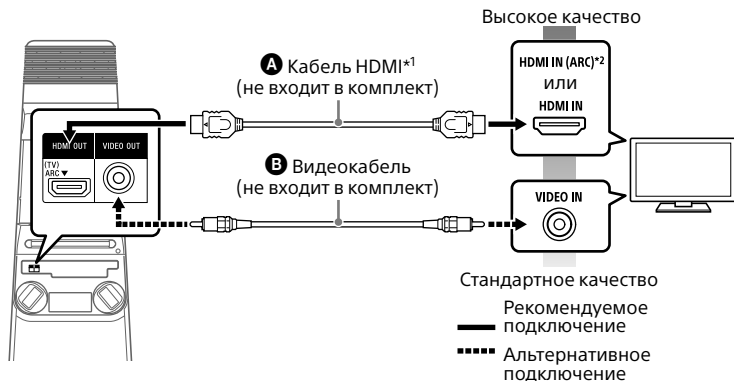 Высокое качество
A Кабель HDMI*1
(не входит в комплект)
HDMI IN (ARC)*2
или
HDMI IN
HDMI OUT
VIDEO OUT
(TV)
ARC▼
B Видеокабель
(не входит в комплект)
VIDEO IN
Стандартное качество
Рекомендуемое
подключение
Альтернативное
подключение